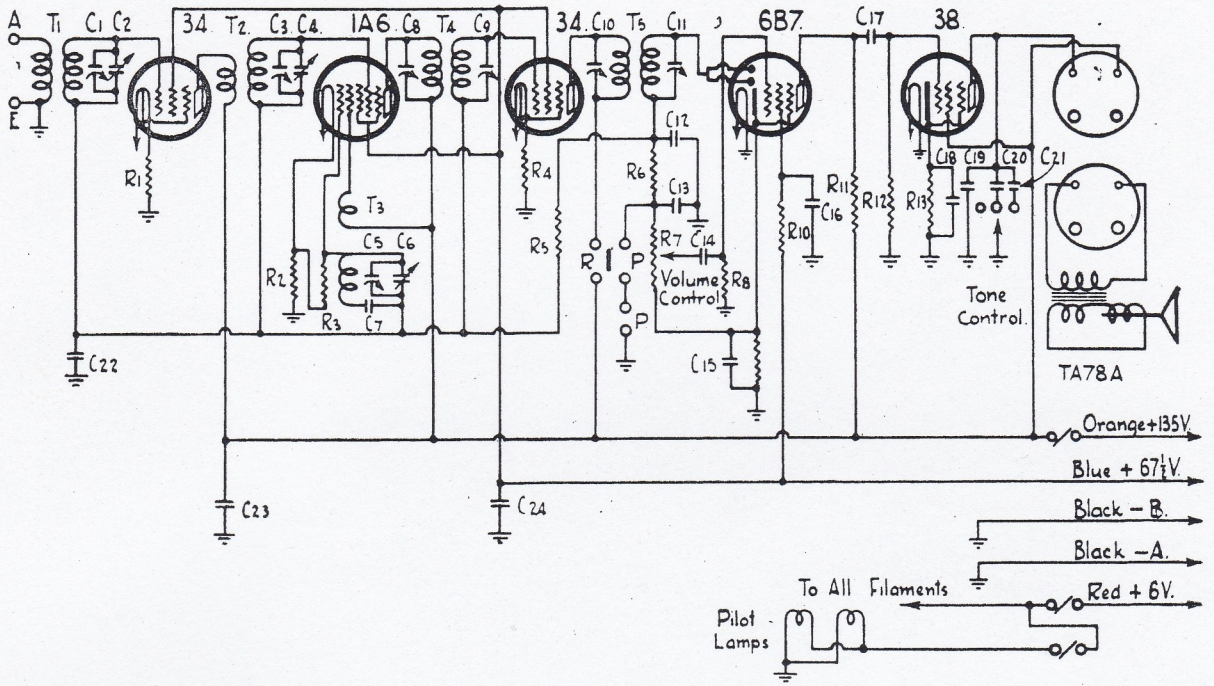 A T1 C1 C2 34. T2. C3. C4. 1A6. C8 T4 C9 34. C10 T5 C11 6B7. C17 38.
E
R1
R4
C12
R6
C13
C18 C19 C20 C21
T3
R5
R11
R12
R13
C16
R10
C5 C6
R2
R3
C7
R P
P
R7 C14
Volume
Control
R8
C15
Tone
Control.
TA78A
C22
Orange +135V.
Blue + 67½V.
C23
C24
Black – B.
Black –A.
To All Filaments
Red + 6V.
Pilot
Lamps